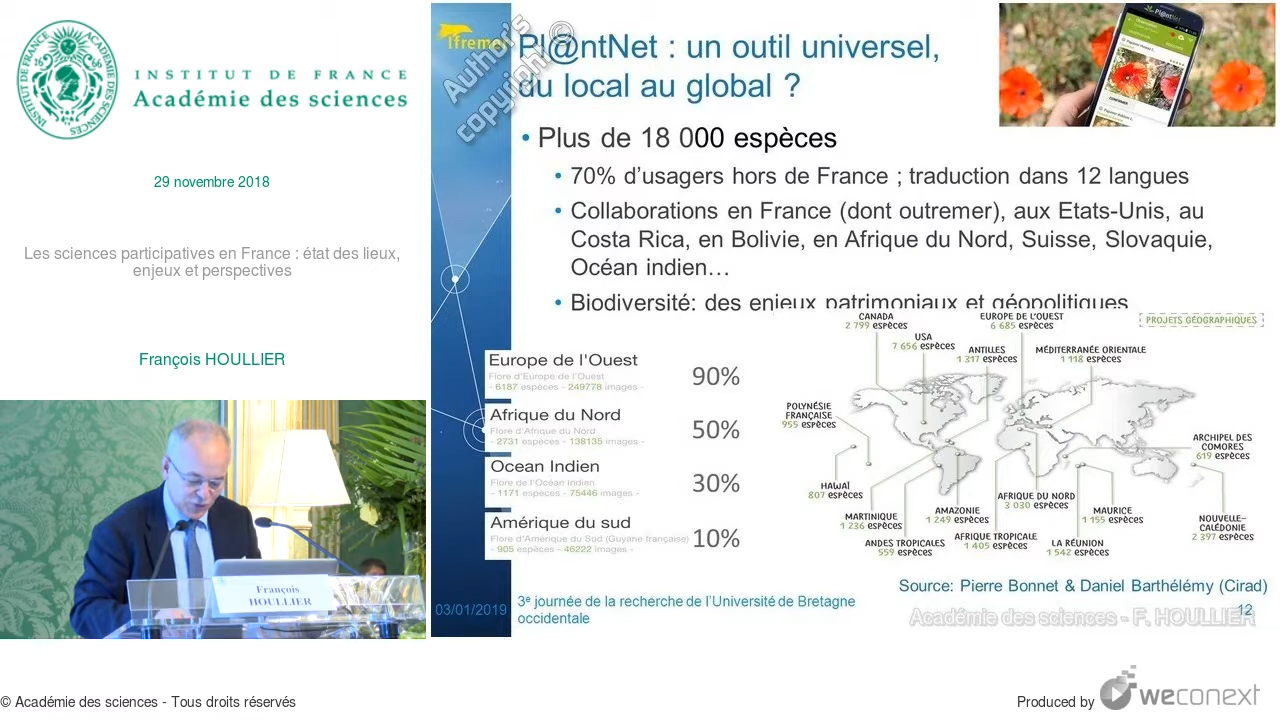 INSTITUT DE FRANCE
Académie des sciences
29 novembre 2018
Les sciences participatives en France : état des lieux,
enjeux et perspectives
François HOULLIER
François
HOULLIER
Ifremer
Author's
copyright ©
Pl@ntNet : un outil universel,
du local au global ?
Pl@ntNet
• Plus de 18 000 espèces
• 70% d’usagers hors de France ; traduction dans 12 langues
• Collaborations en France (dont outremer), aux Etats-Unis, au
Costa Rica, en Bolivie, en Afrique du Nord, Suisse, Slovaquie,
Océan indien…
• Biodiversité: des enjeux patrimoniaux et géopolitiques
Europe de l'Ouest
Flore d'Europe de l'Ouest
- 6187 espèces - 249778 images -
90%
Afrique du Nord
Flore d'Afrique du Nord
- 2731 espèces - 138135 images -
50%
Ocean Indien
Flore de l'Océan Indien
- 1171 espèces - 75446 images -
30%
Amérique du sud
Flore d'Amérique du Sud (Guyane française)
- 905 espèces - 46222 images -
10%
PROJETS GÉOGRAPHIQUES
CANADA
2 799 espèces
USA
7 656 espèces
EUROPE DE L'OUEST
6 685 espèces
ANTILLES
1 317 espèces
MÉDITERRANÉE ORIENTALE
1 118 espèces
POLYNÉSIE
FRANÇAISE
955 espèces
ARCHIPEL DES
COMORES
619 espèces
HAWAÏ
807 espèces
MARTINIQUE
1 236 espèces
AMAZONIE
1 249 espèces
AFRIQUE DU NORD
3 030 espèces
MAURICE
1 155 espèces
NOUVELLE-
CALÉDONIE
2 397 espèces
ANDES TROPICALES
559 espèces
AFRIQUE TROPICALE
1 405 espèces
LA RÉUNION
1 542 espèces
Source: Pierre Bonnet & Daniel Barthélémy (Cirad)
03/01/2019
3e journée de la recherche de l’Université de Bretagne
occidentale
12
Académie des sciences - F. HOULLIER
© Académie des sciences - Tous droits réservés
Produced by
weconext